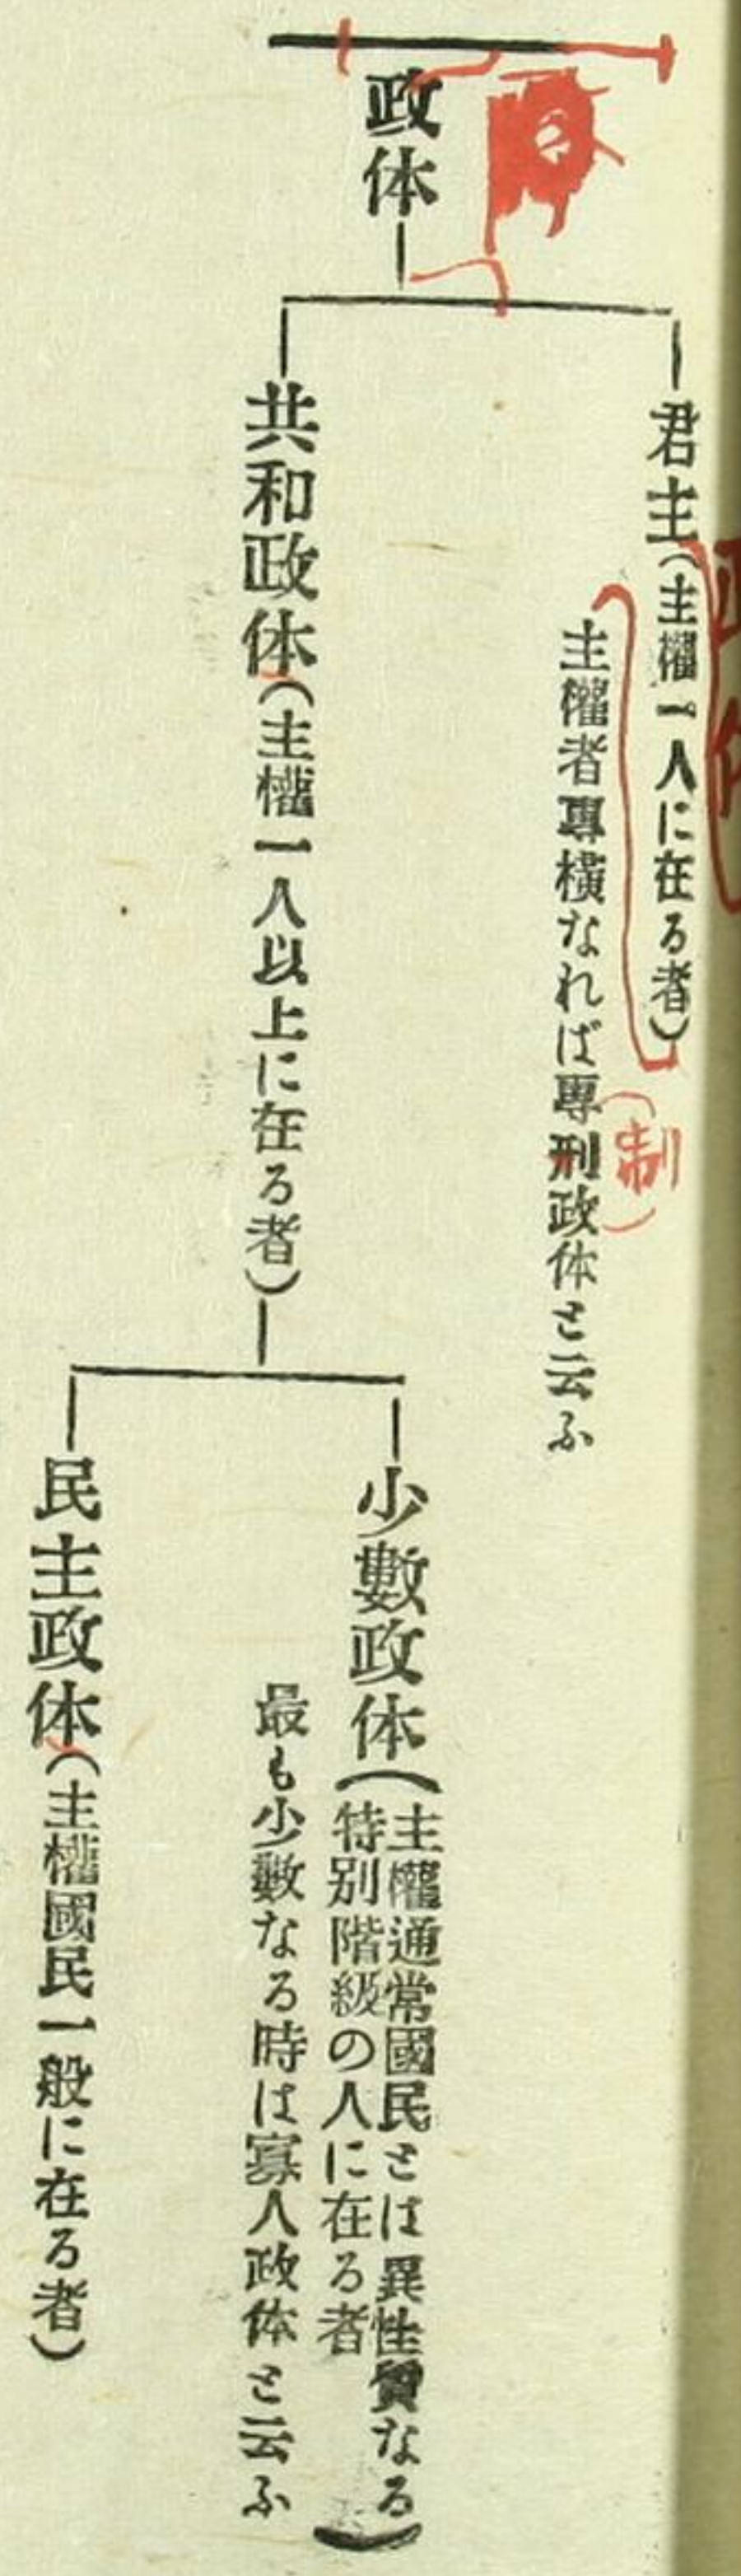 政体
君主(主權一人に在る者)
主權者專横なれば専刑政体と云ふ
(制)
共和政体(主權一人以上に在る者)
少數政体(主權通常國民とは異性質なる
特別階級の人に在る者)
最も少數なる時は寡人政体と云ふ
民主政体(主權國民一般に在る者)